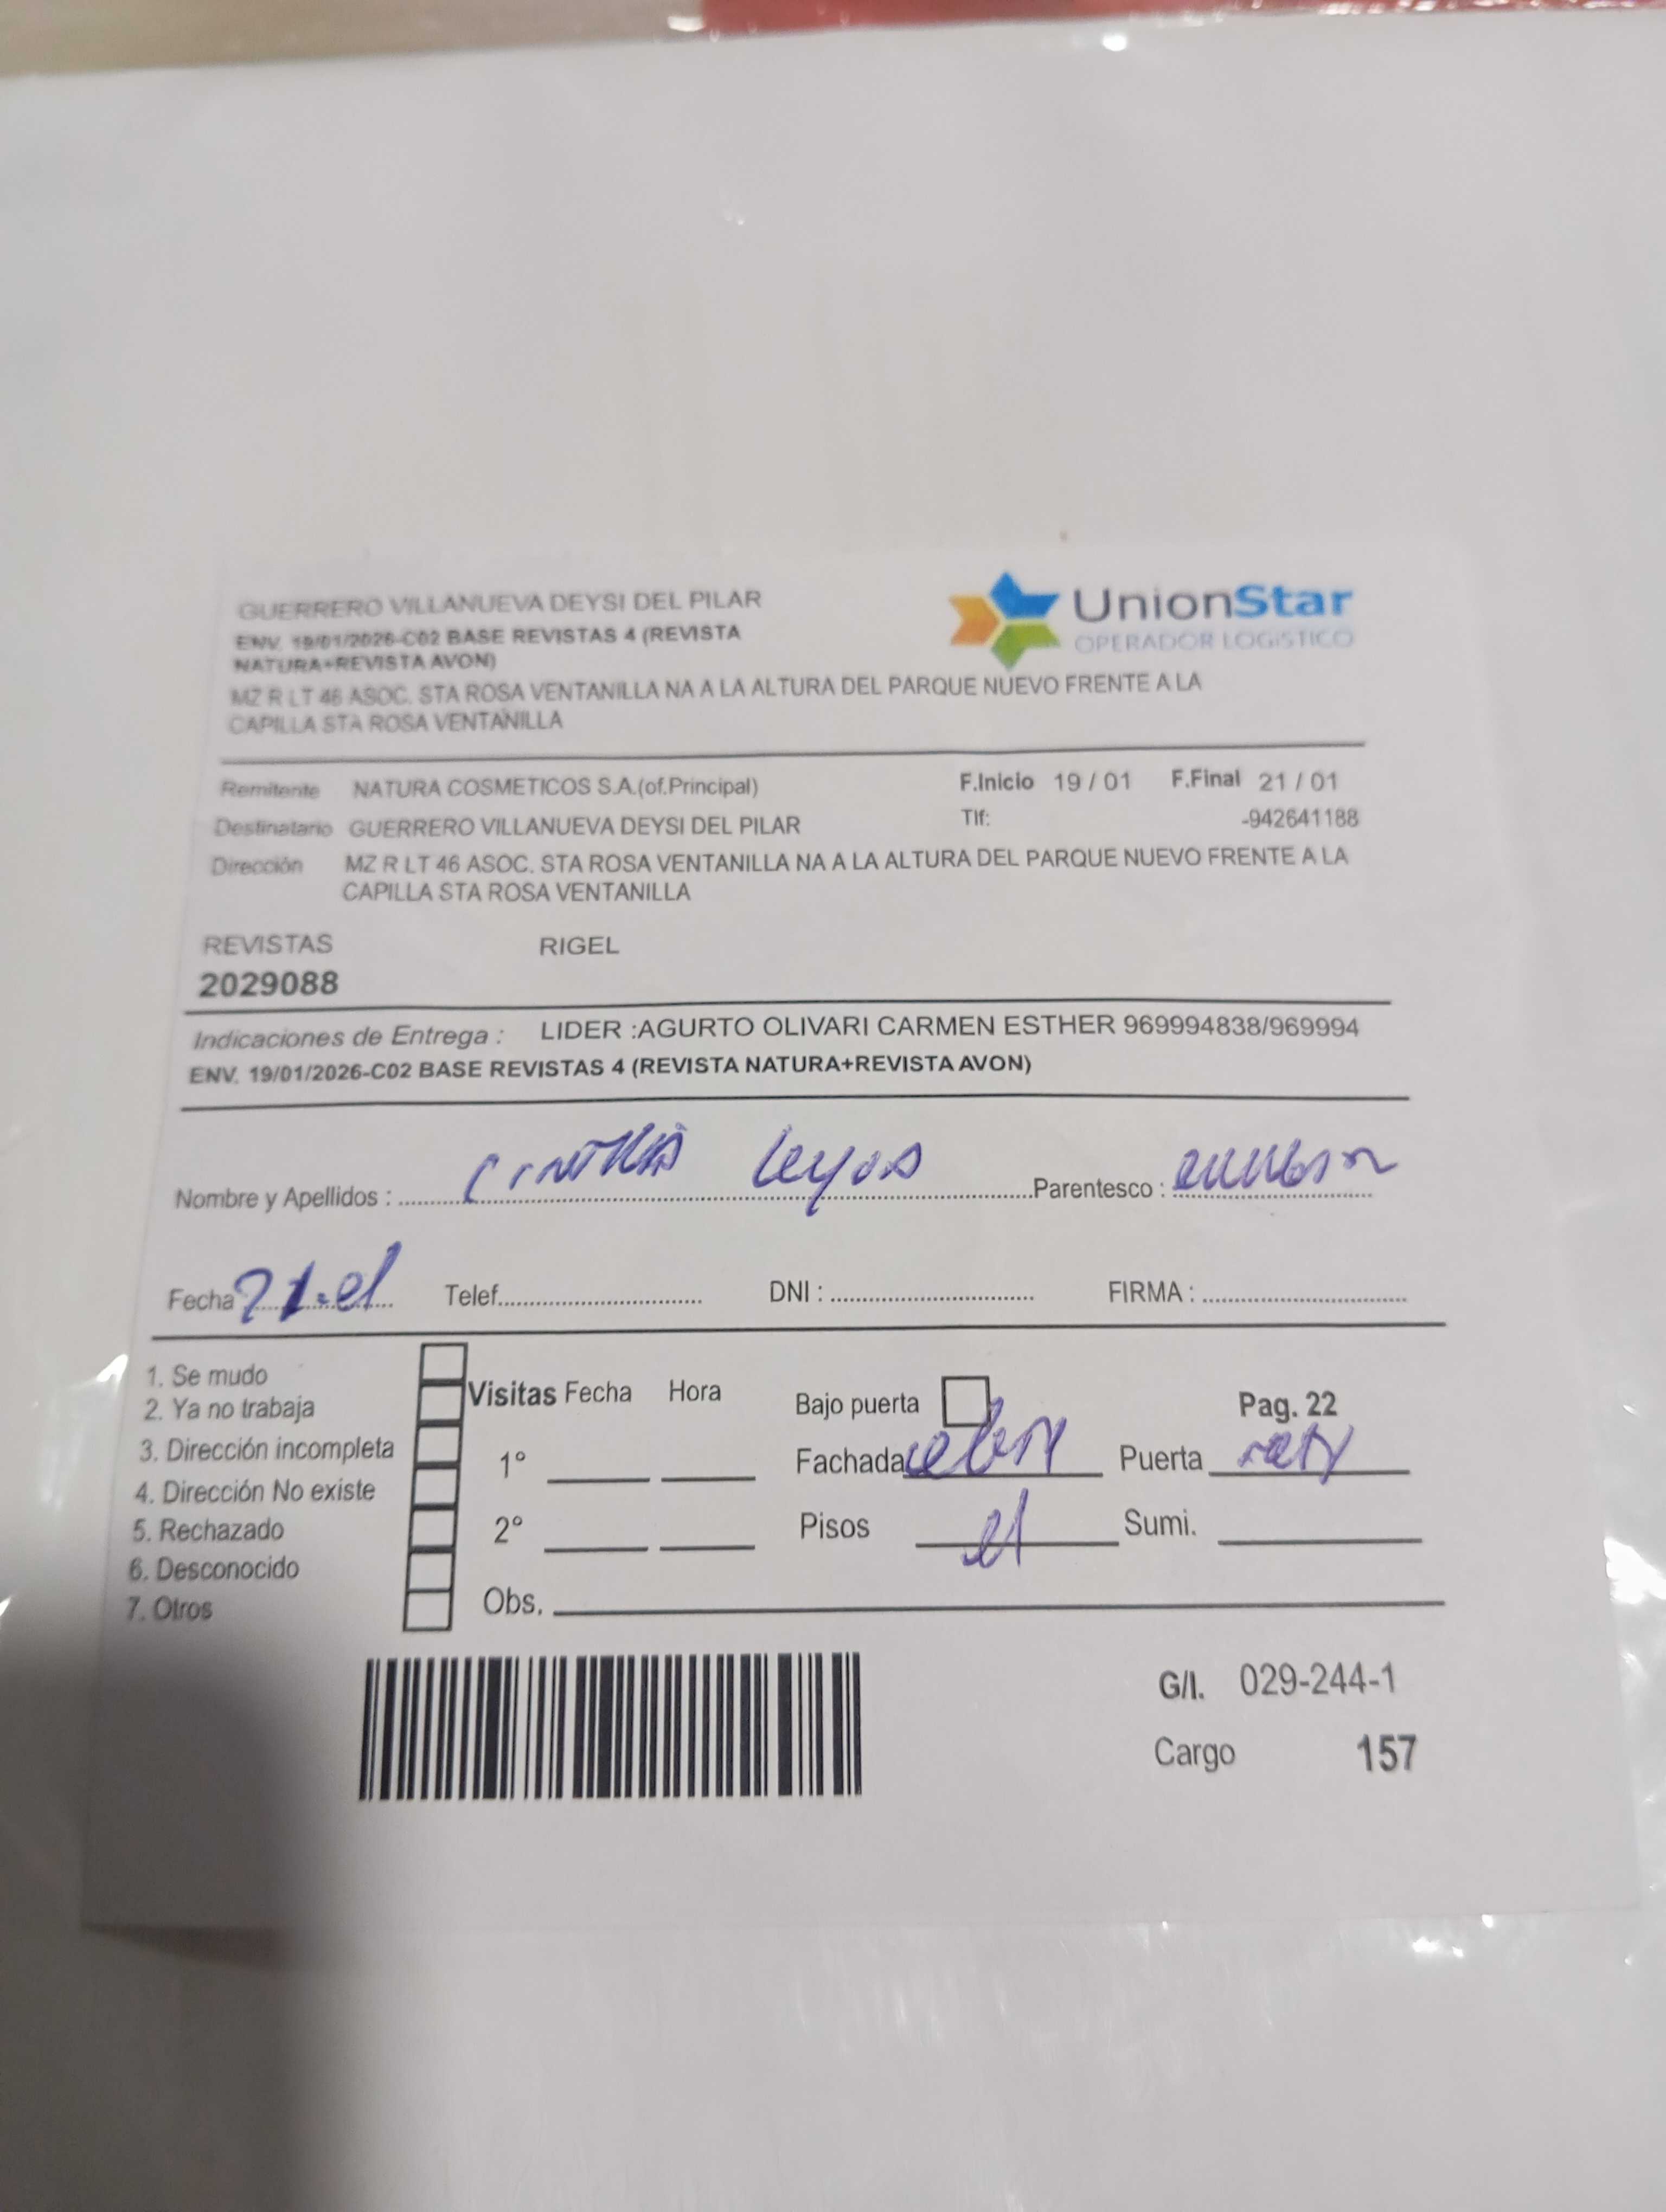 GUERRERO VILLANUEVA DEYSI DEL PILAR
ENV. 19/01/2026-C02 BASE REVISTAS 4 (REVISTA
NATURA+REVISTA AVON)
MZ R LT 46 ASOC. STA ROSA VENTANILLA NA A LA ALTURA DEL PARQUE NUEVO FRENTE A LA
CAPILLA STA ROSA VENTANILLA
UnionStar
OPERADOR LOGISTICO
Remitente NATURA COSMETICOS S.A.(of.Principal) F.Inicio 19 / 01 F.Final 21 / 01
Destinatario GUERRERO VILLANUEVA DEYSI DEL PILAR Tlf: -942641188
Dirección MZ R LT 46 ASOC. STA ROSA VENTANILLA NA A LA ALTURA DEL PARQUE NUEVO FRENTE A LA
CAPILLA STA ROSA VENTANILLA
REVISTAS RIGEL
2029088
Indicaciones de Entrega : LIDER :AGURTO OLIVARI CARMEN ESTHER 969994838/969994
ENV. 19/01/2026-C02 BASE REVISTAS 4 (REVISTA NATURA+REVISTA AVON)
Nombre y Apellidos : Parentesco :
Fecha Telef. DNI : FIRMA :
1. Se mudo
2. Ya no trabaja
3. Dirección incompleta
4. Dirección No existe
5. Rechazado
6. Desconocido
7. Otros
Visitas Fecha Hora
1°
2°
Obs.
Bajo puerta Pag. 22
Fachada Puerta
Pisos Sumi.
G/I. 029-244-1
Cargo 157